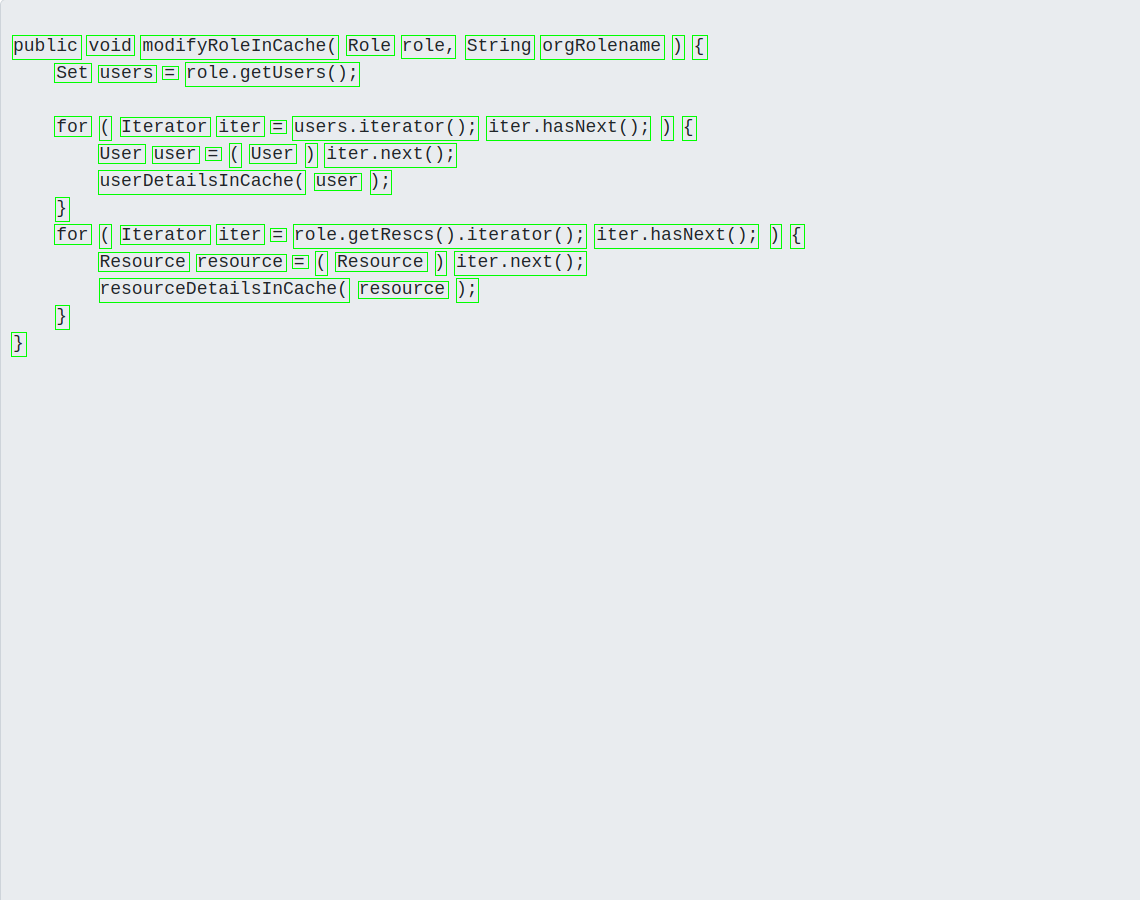 public void modifyRoleInCache( Role role, String orgRolename ) {
    Set users = role.getUsers();
    for ( Iterator iter = users.iterator(); iter.hasNext(); ) {
        User user = ( User ) iter.next();
        userDetailsInCache( user );
    }
    for ( Iterator iter = role.getRescs().iterator(); iter.hasNext(); ) {
        Resource resource = ( Resource ) iter.next();
        resourceDetailsInCache( resource );
    }
}